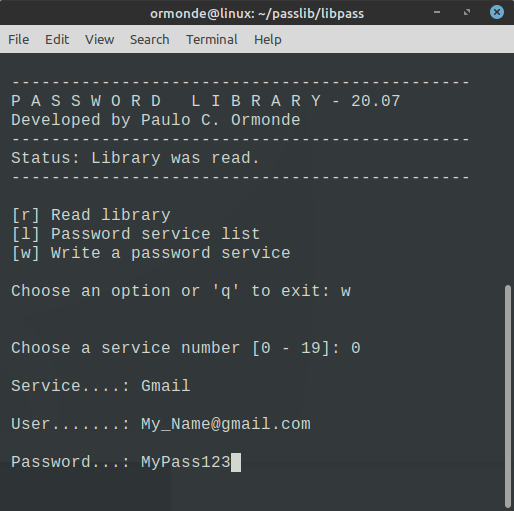 ormonde@linux: ~/passlib/libpass
File Edit View Search Terminal Help
----------------------------------------------
P A S S W O R D   L I B R A R Y - 20.07
Developed by Paulo C. Ormonde
----------------------------------------------
Status: Library was read.
----------------------------------------------
[r] Read library
[l] Password service list
[w] Write a password service
Choose an option or 'q' to exit: w
Choose a service number [0 - 19]: 0
Service....: Gmail
User.......: My_Name@gmail.com
Password...: MyPass123